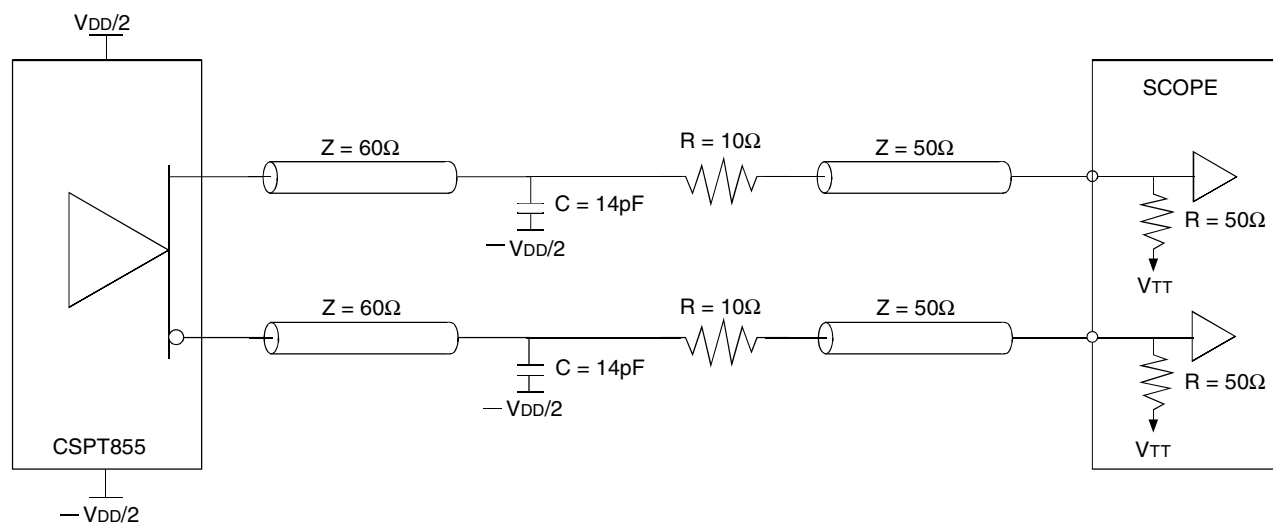 VDD/2
SCOPE
Z = 60Ω
R = 10Ω
Z = 50Ω
C = 14pF
R = 50Ω
— VDD/2
VTT
Z = 60Ω
R = 10Ω
Z = 50Ω
C = 14pF
R = 50Ω
— VDD/2
CSPT855
VTT
— VDD/2